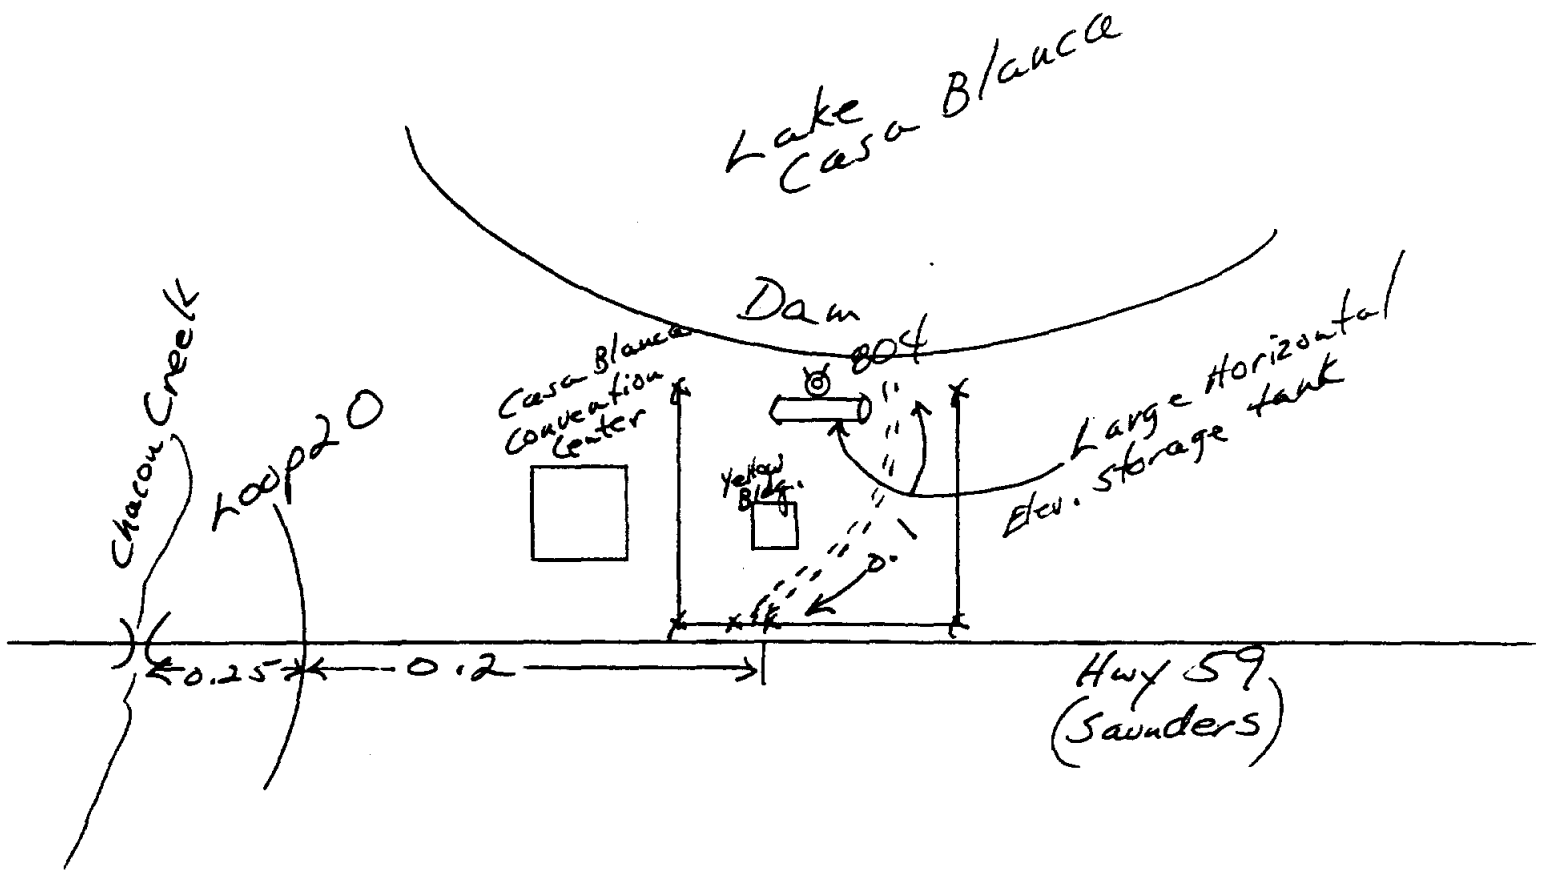 Lake
Casa Blanca
Dam
804
Casa Blanca
Convention
Center
Large Horizontal
Elev. storage tank
Chacon Creek
Loop 20
Yellow
Bldg.
0.
0.25
0.2
Hwy 59
(Saunders)